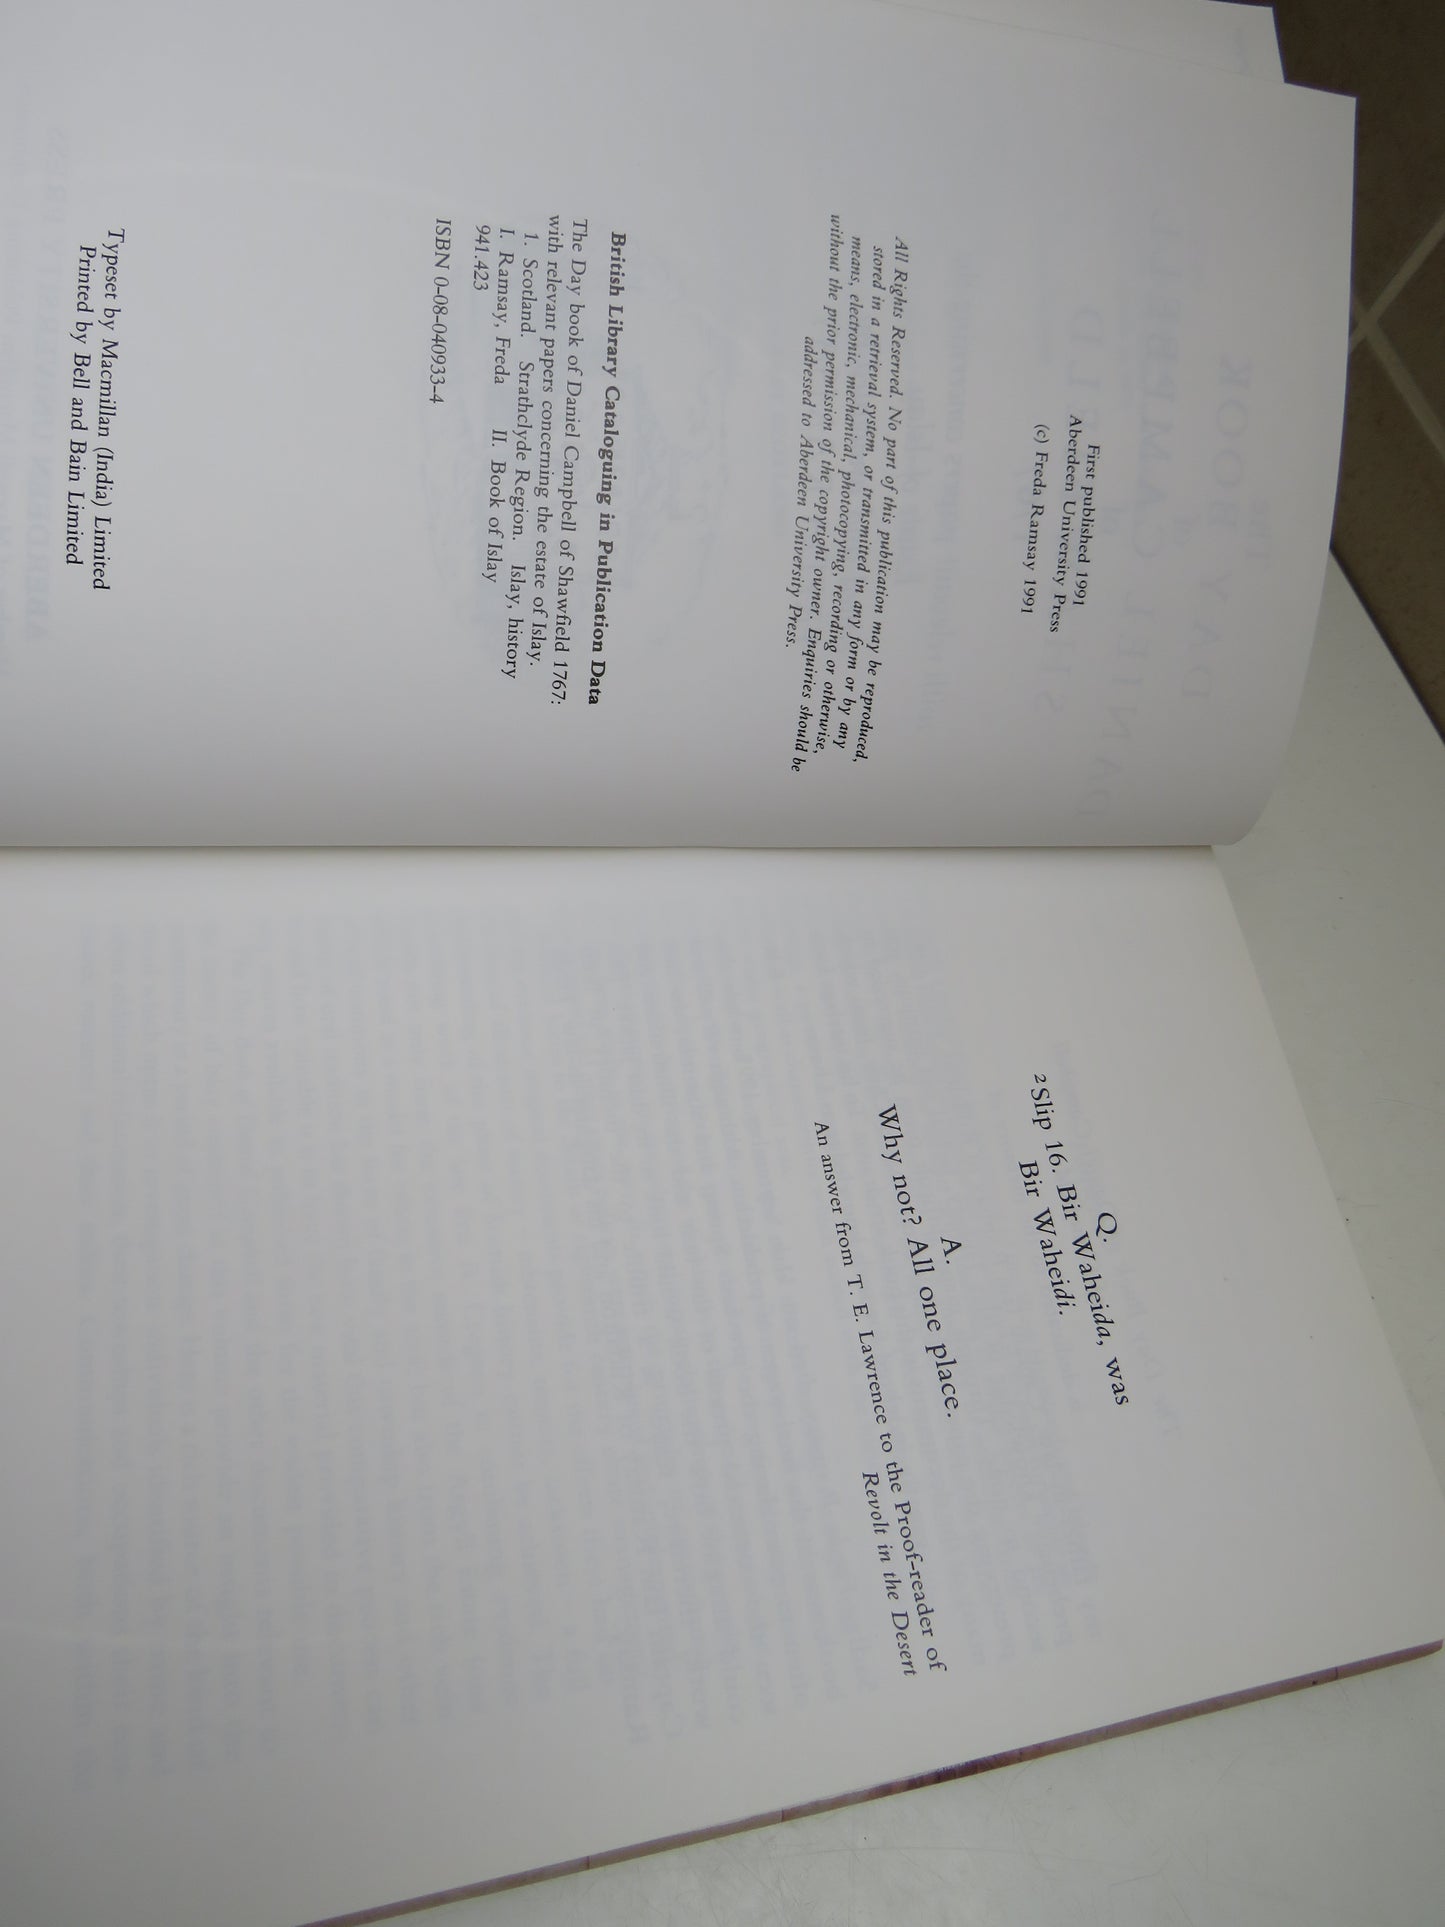 First published 1991
Aberdeen University Press
(c) Freda Ramsay 1991
All Rights Reserved. No part of this publication may be reproduced,
stored in a retrieval system, or transmitted in any form or by any
means, electronic, mechanical, photocopying, recording or otherwise,
without the prior permission of the copyright owner. Enquiries should be
addressed to Aberdeen University Press.
British Library Cataloguing in Publication Data
The Day book of Daniel Campbell of Shawfield 1767:
with relevant papers concerning the estate of Islay.
1. Scotland. Strathclyde Region. Islay, history
I. Ramsay, Freda II. Book of Islay
941.423
ISBN 0-08-040933-4
Typeset by Macmillan (India) Limited
Printed by Bell and Bain Limited
Q.
2Slip 16. Bir Waheida, was
Bir Waheidi.
A.
Why not? All one place.
An answer from T. E. Lawrence to the Proof-reader of
Revolt in the Desert